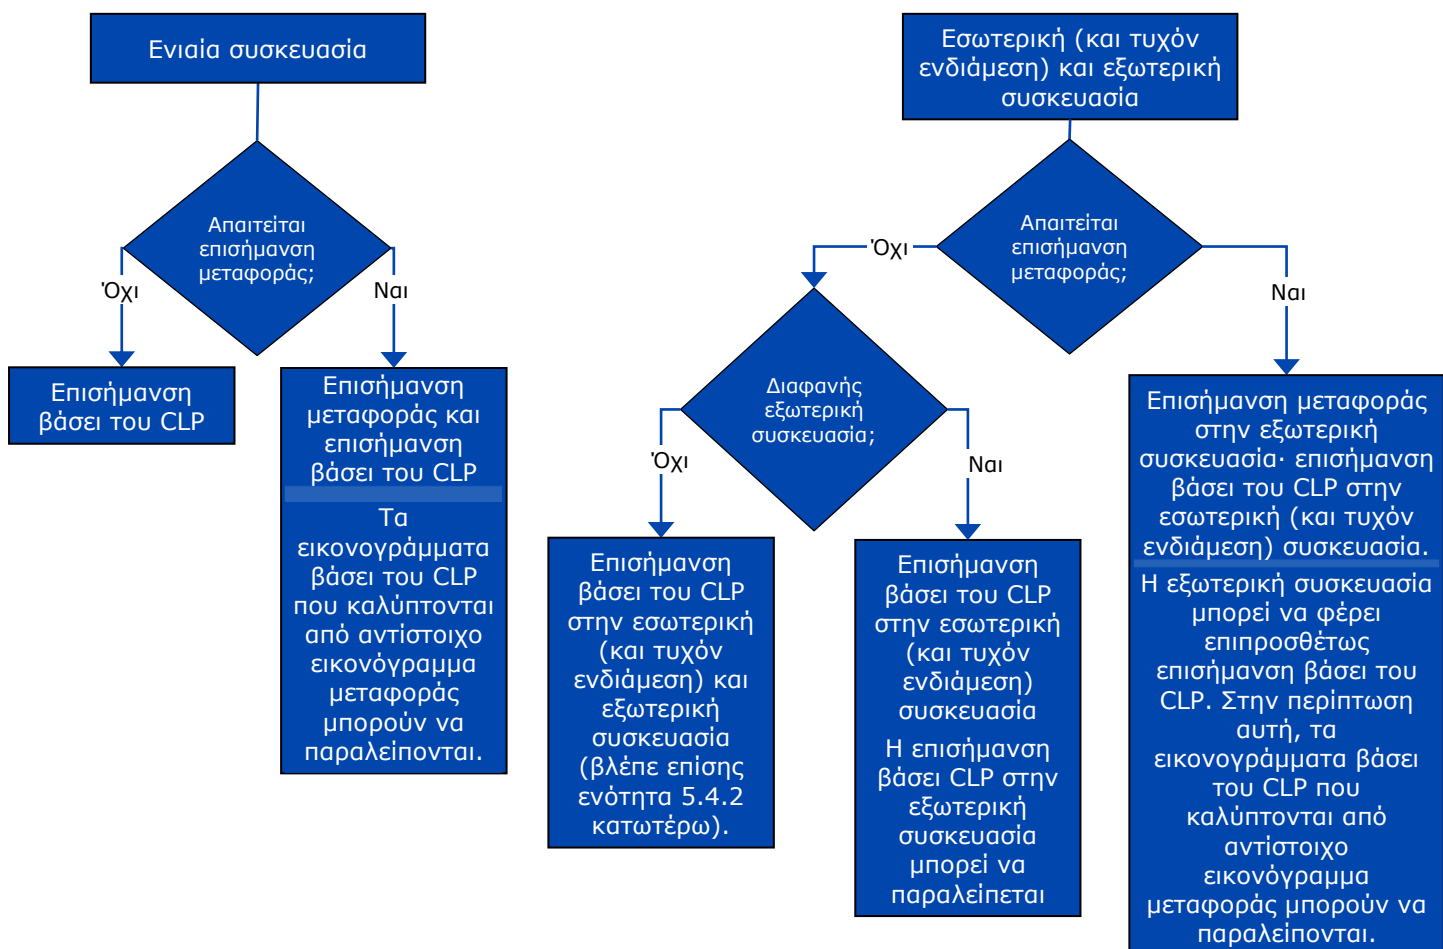 Ενιαία συσκευασία
Απαιτείται
επισήμανση
μεταφοράς;
Όχι
Ναι
Επισήμανση
βάσει του CLP
Επισήμανση
μεταφοράς και
επισήμανση
βάσει του CLP
Τα
εικονογράμματα
βάσει του CLP
που καλύπτονται
από αντίστοιχο
εικονόγραμμα
μεταφοράς
μπορούν να
παραλείπονται.
Εσωτερική (και τυχόν
ενδιάμεση) και εξωτερική
συσκευασία
Απαιτείται
επισήμανση
μεταφοράς;
Όχι
Ναι
Διαφανής
εξωτερική
συσκευασία;
Όχι
Ναι
Επισήμανση
βάσει του CLP
στην εσωτερική
(και τυχόν
ενδιάμεση) και
εξωτερική
συσκευασία
(βλέπε επίσης
ενότητα 5.4.2
κατωτέρω).
Επισήμανση
βάσει του CLP
στην εσωτερική
(και τυχόν
ενδιάμεση)
συσκευασία
Η επισήμανση
βάσει CLP στην
εξωτερική
συσκευασία
μπορεί να
παραλείπεται
Επισήμανση μεταφοράς
στην εξωτερική
συσκευασία· επισήμανση
βάσει του CLP στην
εσωτερική (και τυχόν
ενδιάμεση) συσκευασία.
Η εξωτερική συσκευασία
μπορεί να φέρει
επιπροσθέτως
επισήμανση βάσει του
CLP. Στην περίπτωση
αυτή, τα
εικονογράμματα βάσει
του CLP που
καλύπτονται από
αντίστοιχο
εικονόγραμμα
μεταφοράς μπορούν να
παραλείπονται.